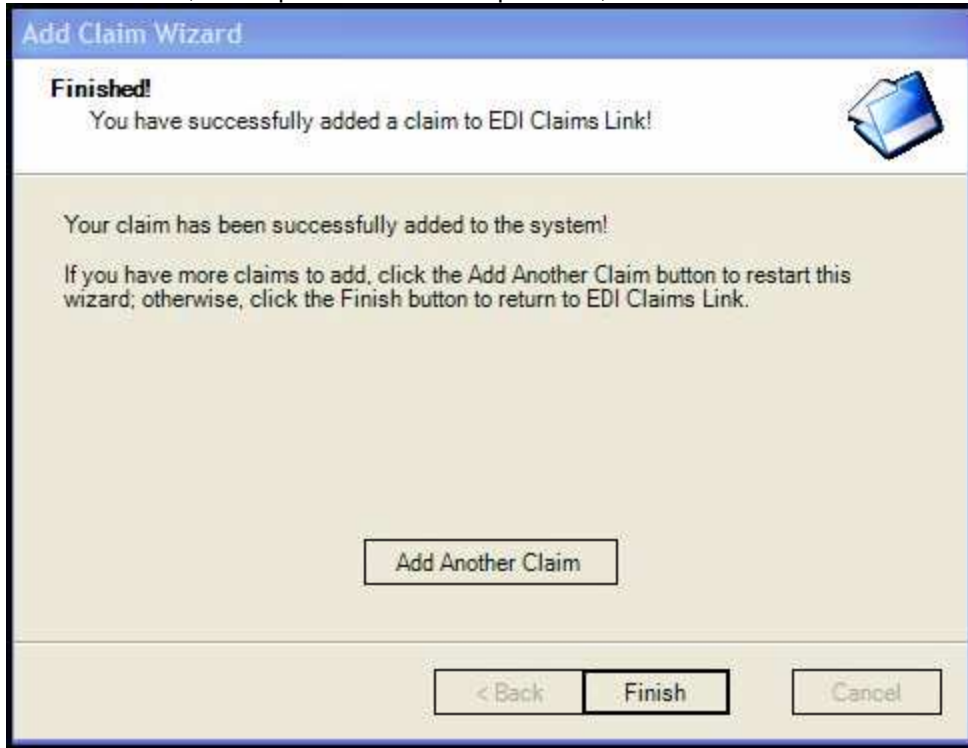 Add Claim Wizard
Finished!
You have successfully added a claim to EDI Claims Link!
Your claim has been successfully added to the system!
If you have more claims to add, click the Add Another Claim button to restart this
wizard; otherwise, click the Finish button to return to EDI Claims Link.
Add Another Claim
< Back
Finish
Cancel